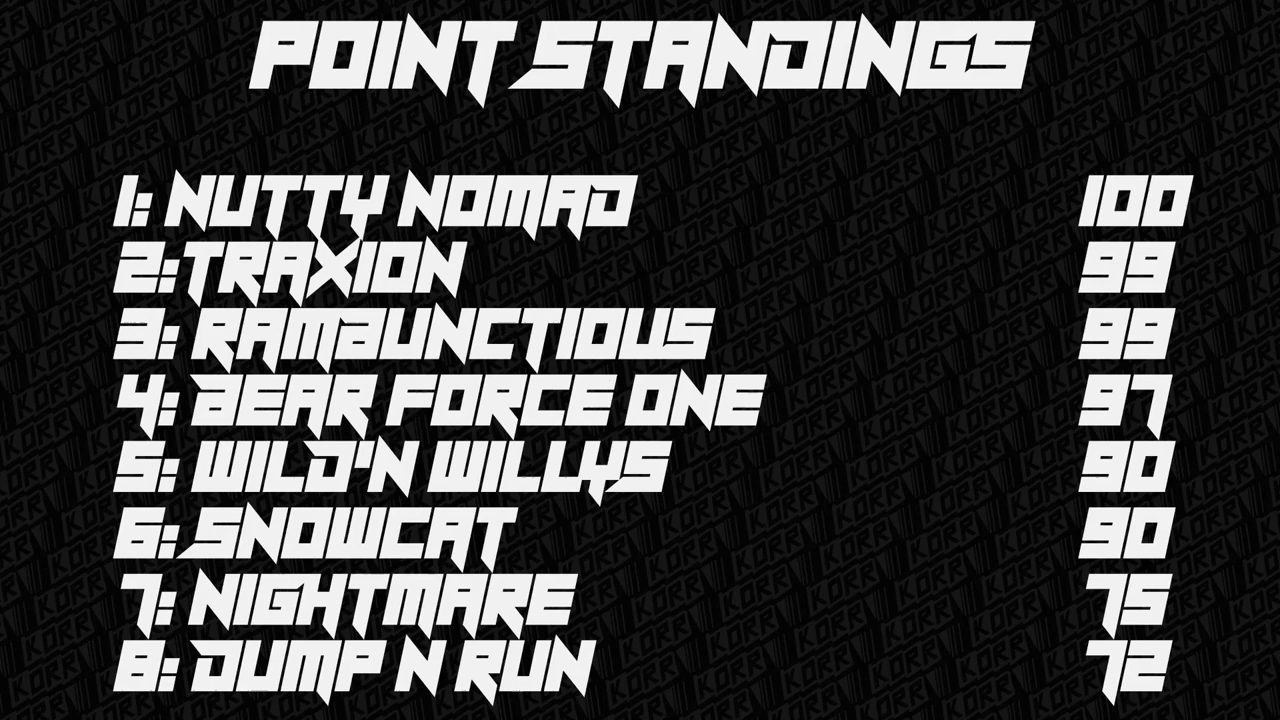 POINT STANDINGS
1: NUTTY NOMAD 100
2: TRAXION 99
3: RAMBUNCTIOUS 99
4: BEAR FORCE ONE 97
5: WILD'N WILLYS 90
6: SNOWCAT 90
7: NIGHTMARE 75
8: DUMP N RUN 72